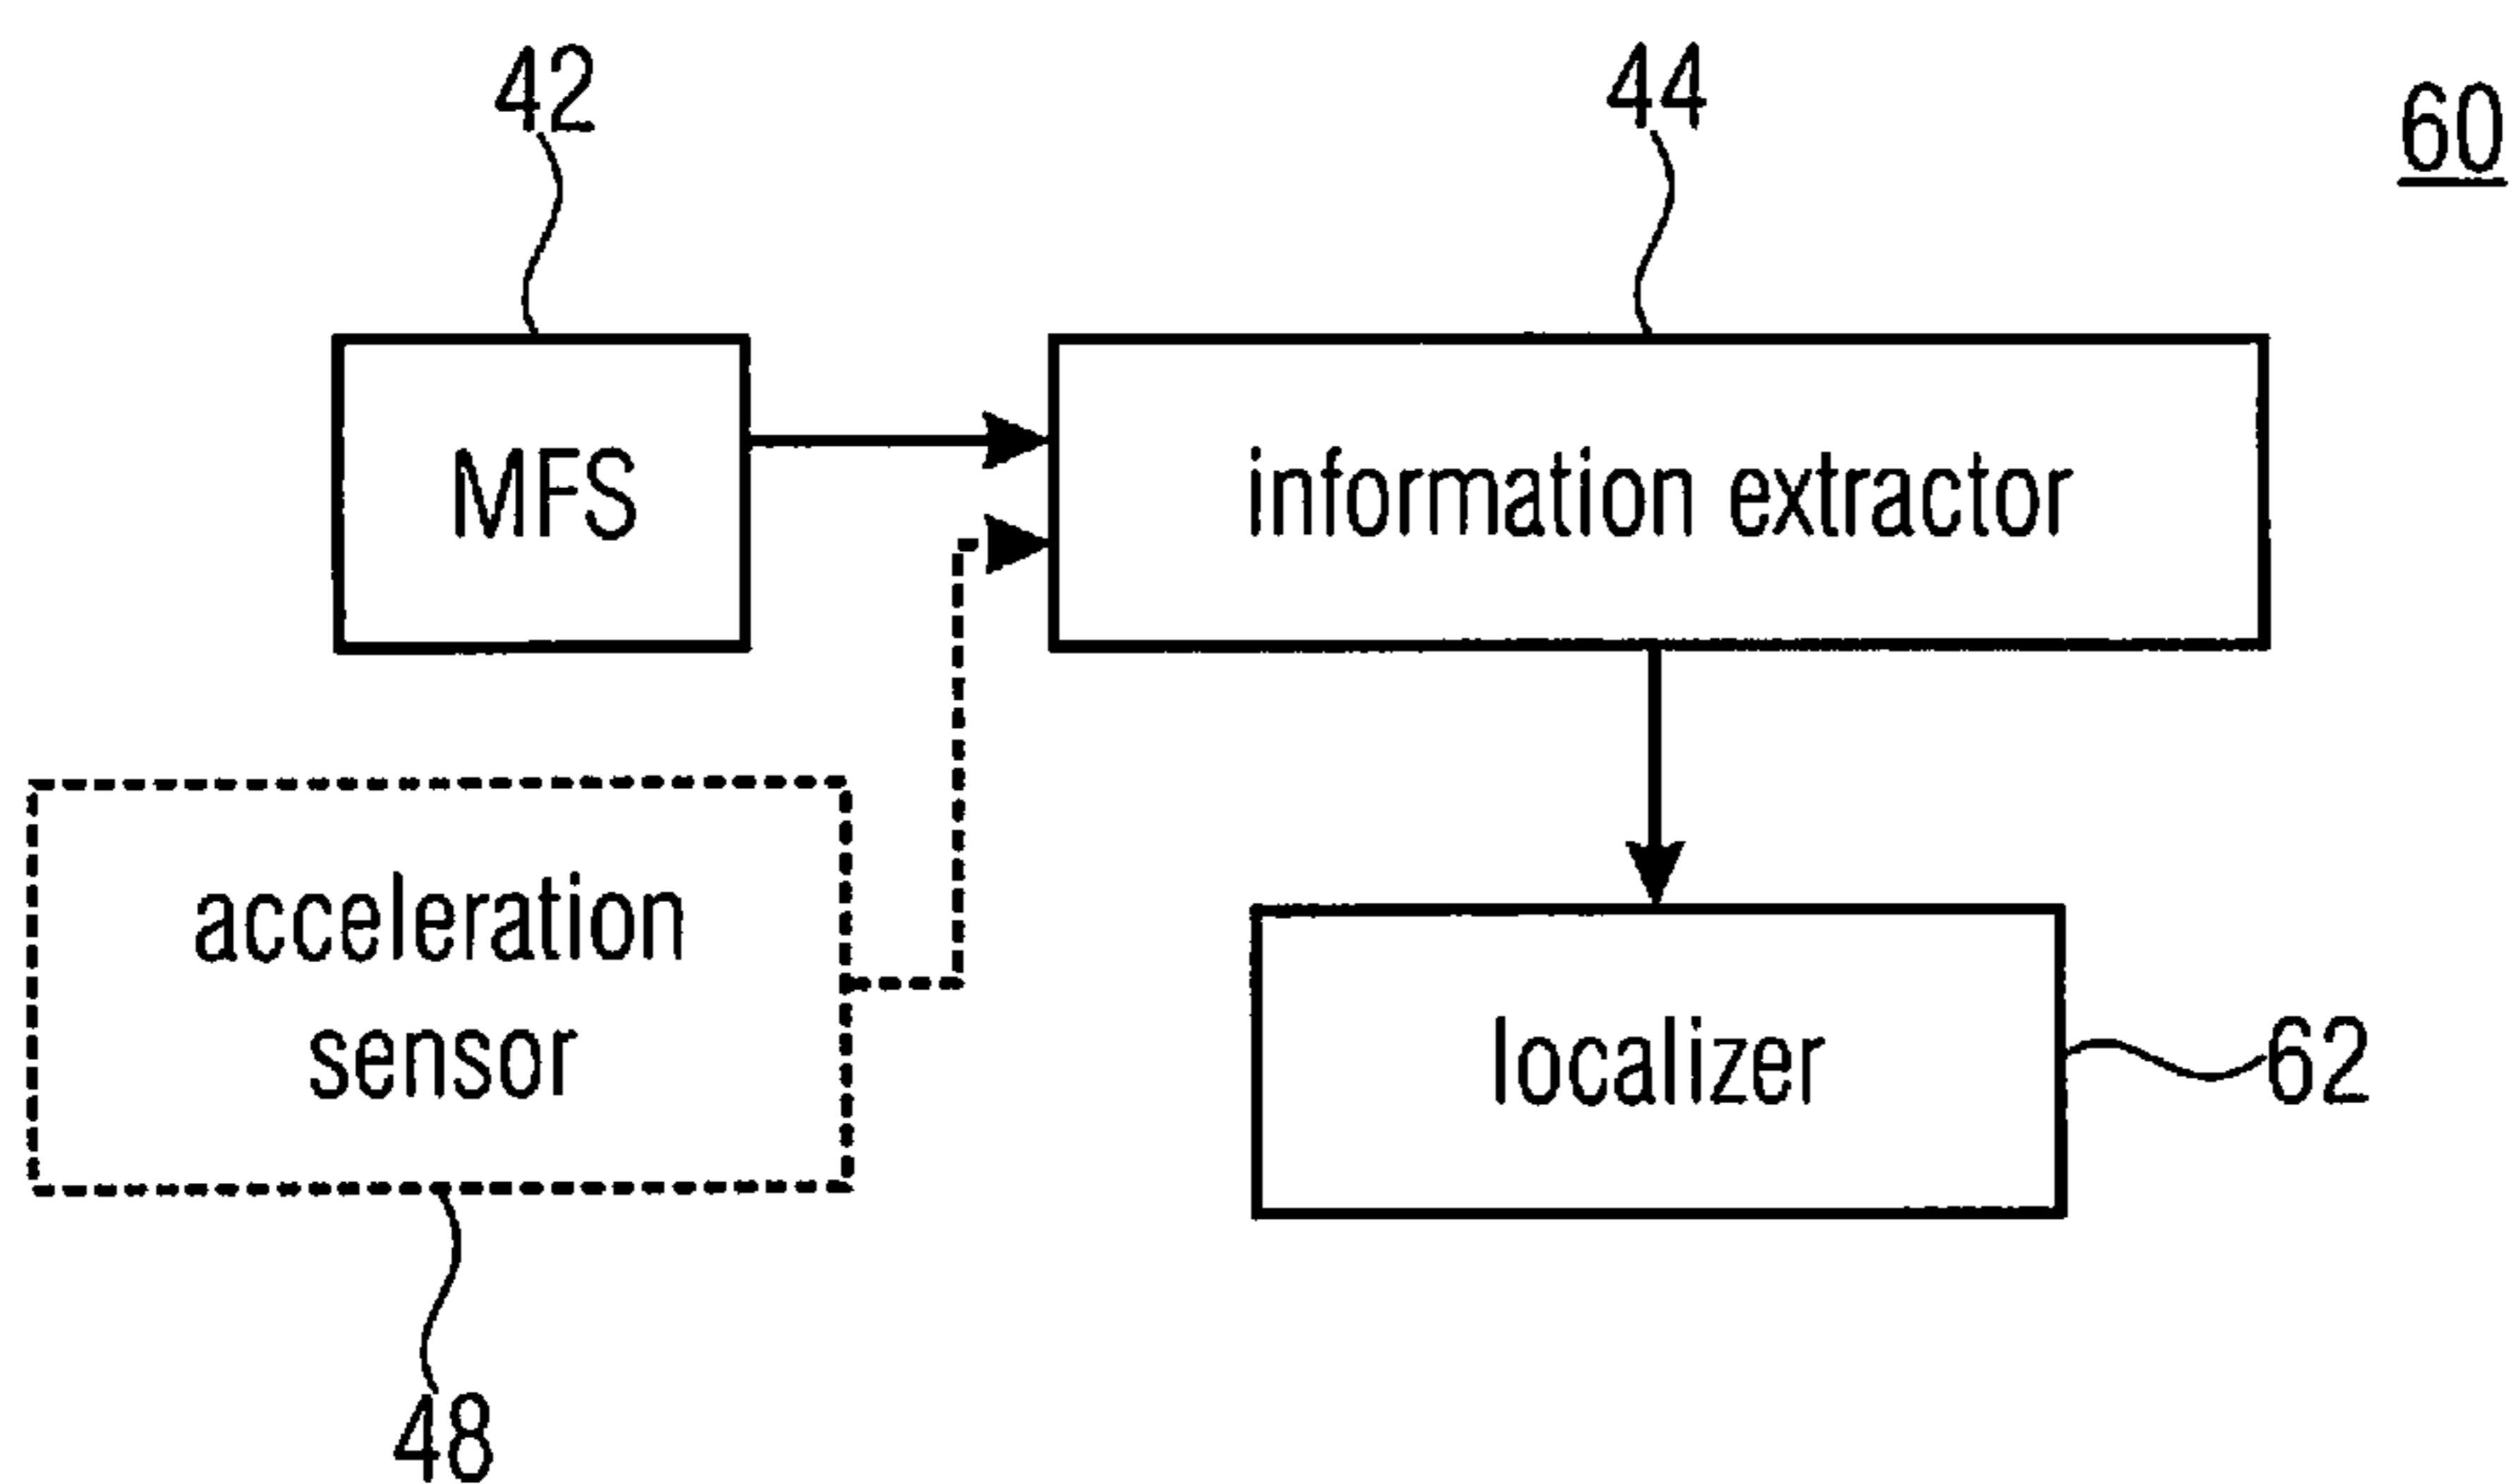 42
44
60
MFS
information extractor
acceleration
sensor
localizer
62
48